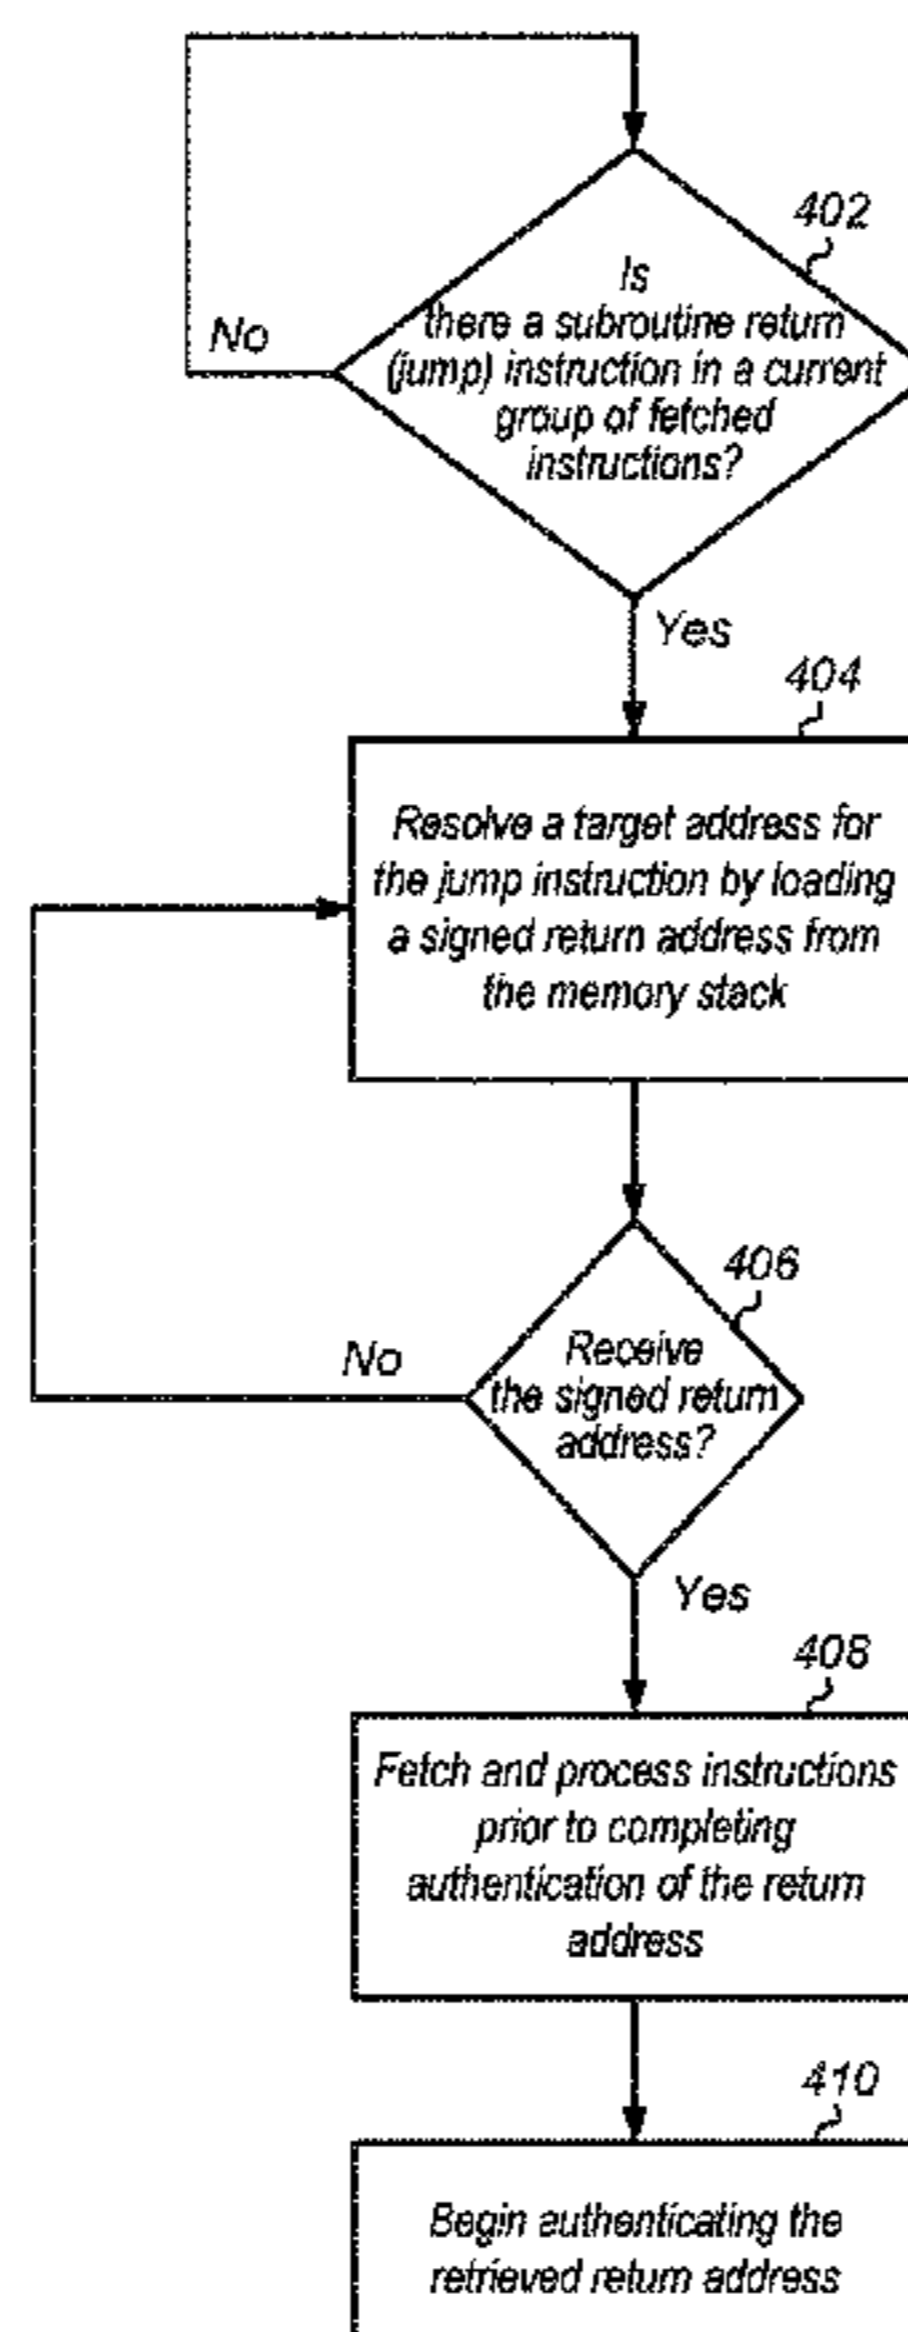 402
Is
there a subroutine return
(jump) instruction in a current
group of fetched
instructions?
No
Yes
404
Resolve a target address for
the jump instruction by loading
a signed return address from
the memory stack
406
Receive
the signed return
address?
No
Yes
408
Fetch and process instructions
prior to completing
authentication of the return
address
410
Begin authenticating the
retrieved return address